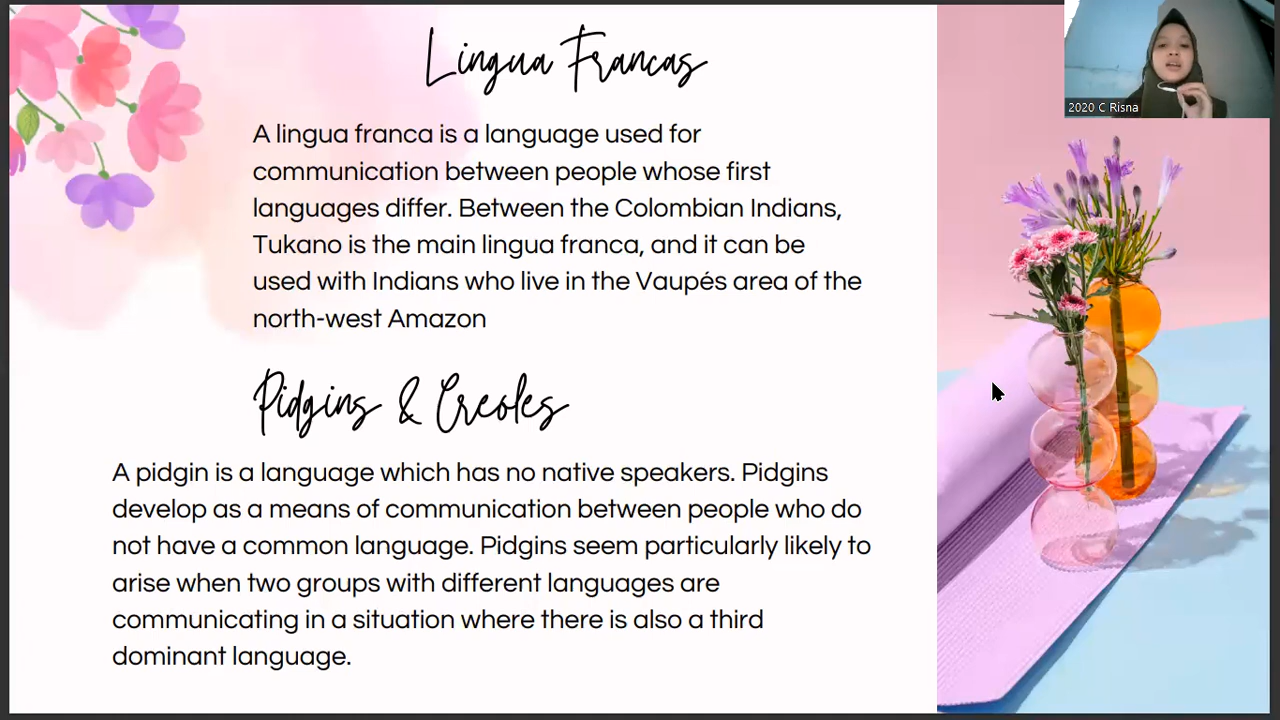 Lingua Francas
2020 C Risna
A lingua franca is a language used for
communication between people whose first
languages differ. Between the Colombian Indians,
Tukano is the main lingua franca, and it can be
used with Indians who live in the Vaupés area of the
north-west Amazon
Pidgins & Creoles
A pidgin is a language which has no native speakers. Pidgins
develop as a means of communication between people who do
not have a common language. Pidgins seem particularly likely to
arise when two groups with different languages are
communicating in a situation where there is also a third
dominant language.